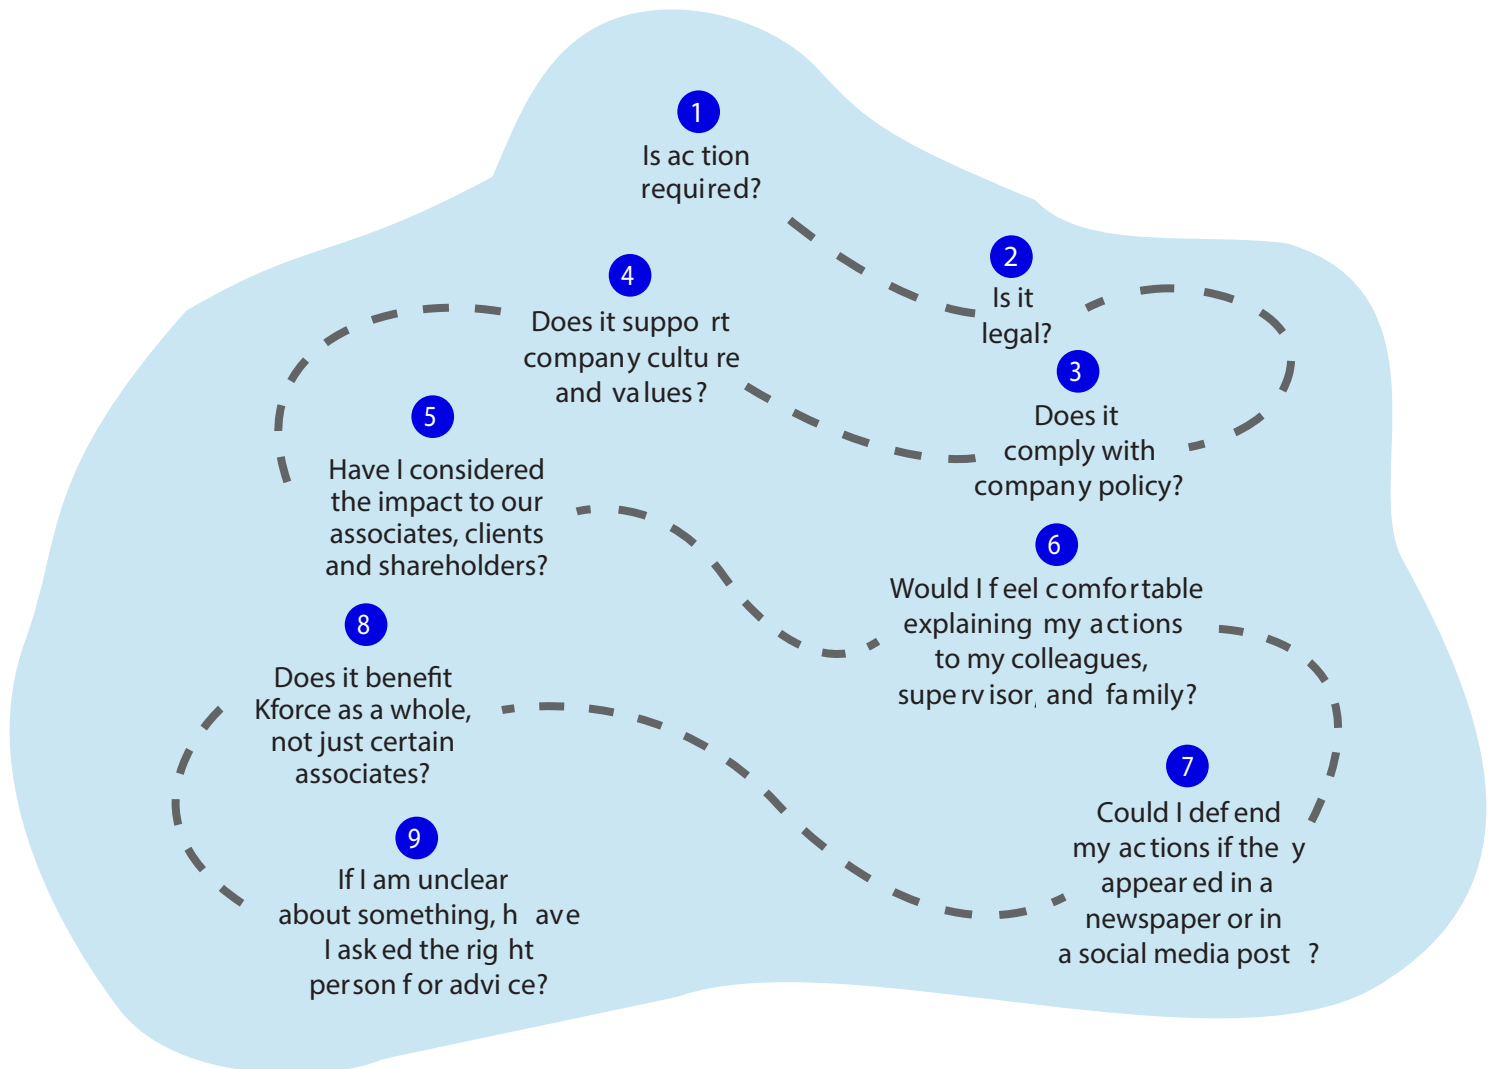 1
Is action
required?
2
Is it
legal?
3
Does it
comply with
company policy?
4
Does it support
company culture
and values?
5
Have I considered
the impact to our
associates, clients
and shareholders?
6
Would I feel comfortable
explaining my actions
to my colleagues,
supervisor, and family?
7
Could I defend
my actions if they
appeared in a
newspaper or in
a social media post?
8
Does it benefit
Kforce as a whole,
not just certain
associates?
9
If I am unclear
about something, have
I asked the right
person for advice?